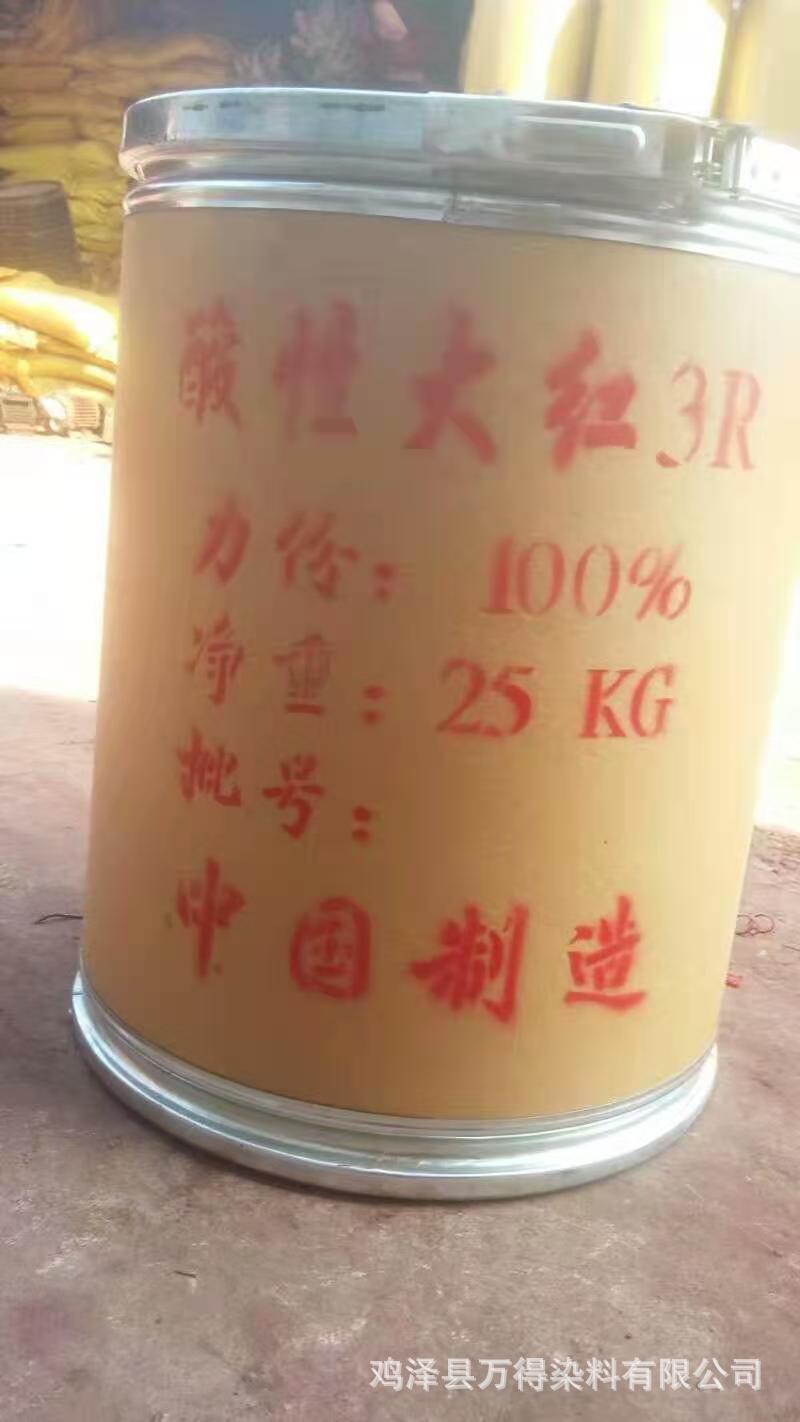 酸性大红3R
力份：100%
净重：25 KG
批号：
中国制造
鸡泽县万得染料有限公司